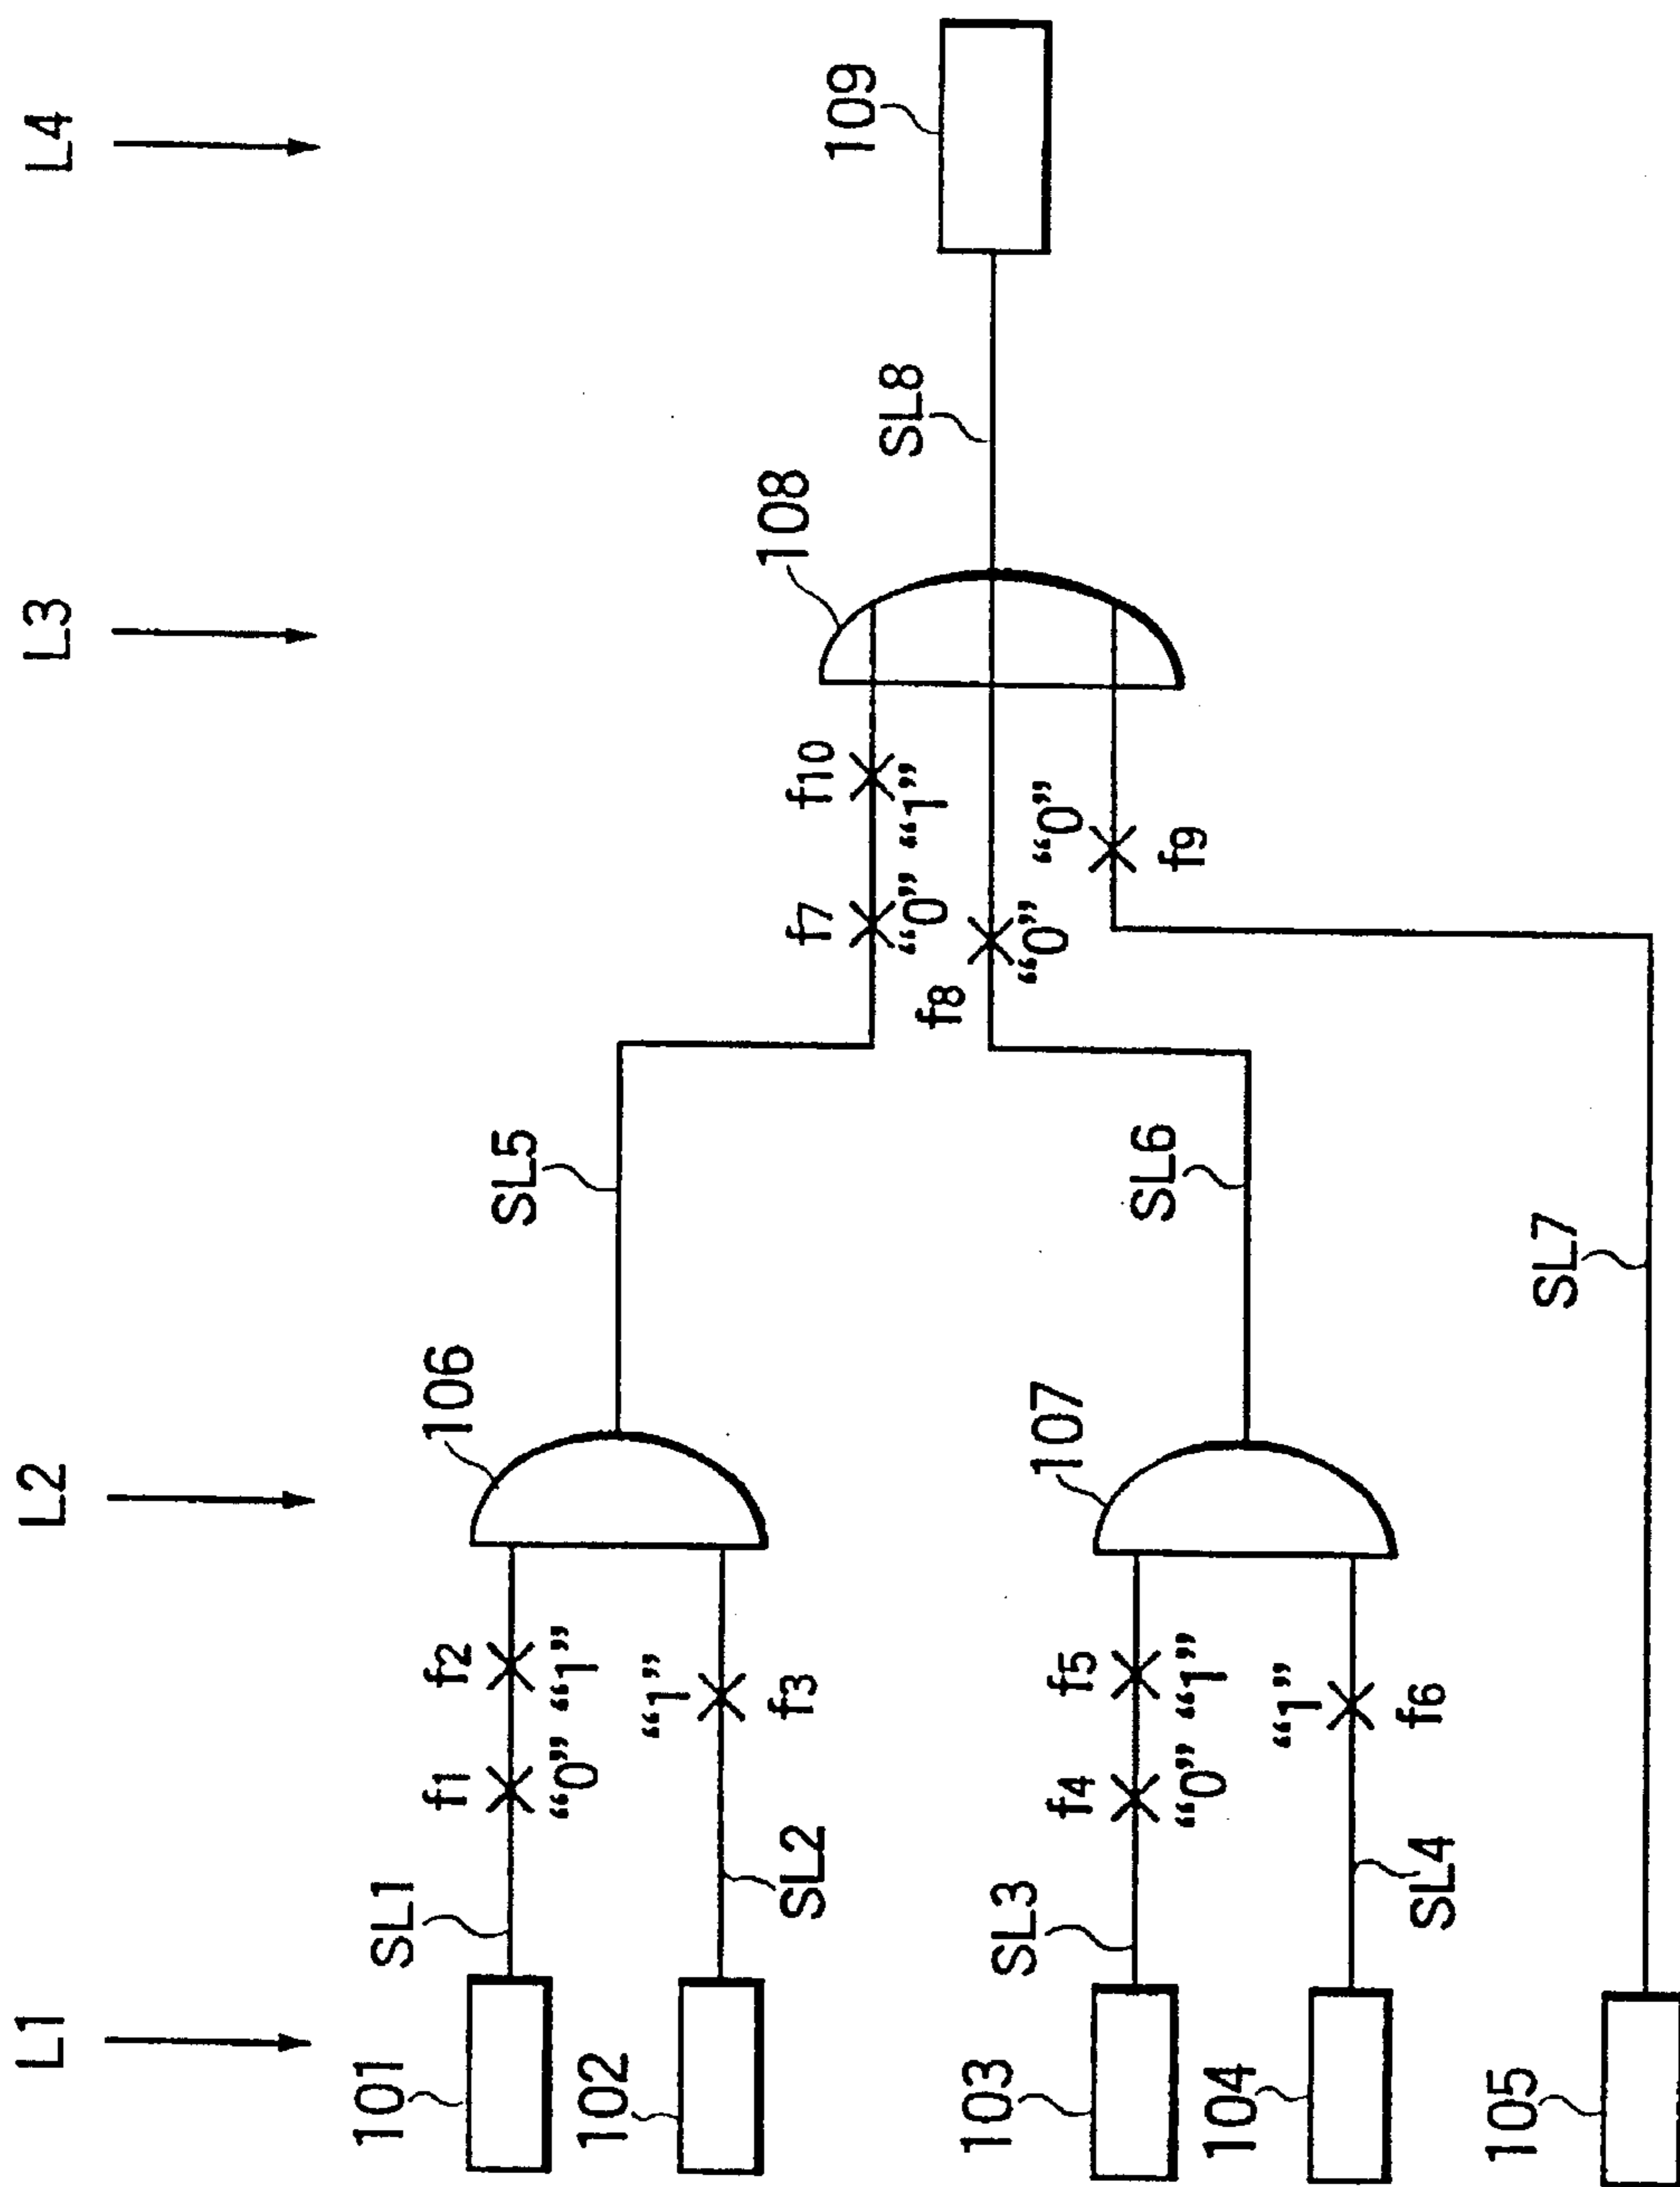 L1
L2
L3
L4
101
SL1
f1
"0"
f2
"1"
106
102
SL2
"1"
f3
SL5
f7
"0"
f10
"1"
108
SL8
109
103
SL3
f4
"0"
f5
"1"
107
104
SL4
"1"
f6
SL6
f8
"0"
"0"
f9
105
SL7